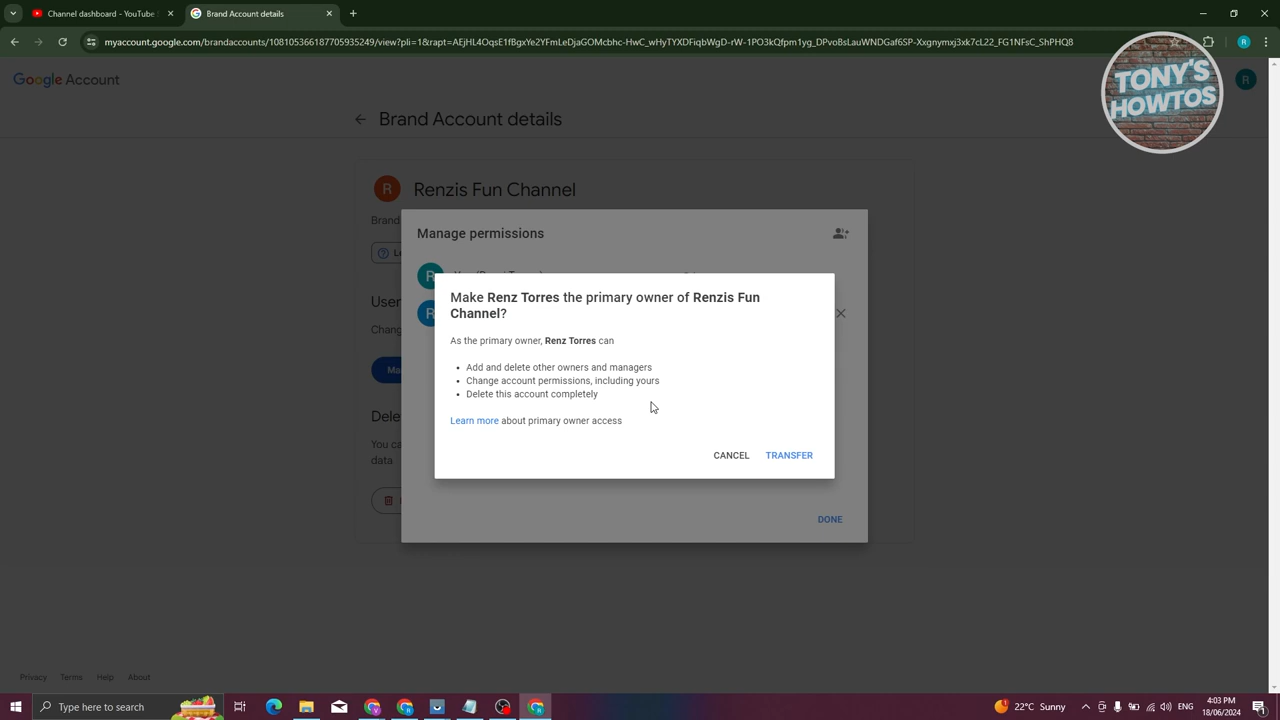 Channel dashboard - YouTube S
Google Account
myaccount.google.com/brandaccounts/108105366187705935249/view?pli=1&rapt=AEjHL4OqsE1fBgxYe2YFmLeDjaGOMcbhc-HwC_wHyTYXDFiqbWgD-rW-1PO3kQfpm1yg_DPvoBsLauWNDGaf6SP-Xxgnymxj3xk7cL22_FG1NFsC_ShPHQ8
R
TONY'S
HOWTOS
Google Account
R
Brand Account details
R Renzis Fun Channel
Brand
Manage permissions
User
Chang
Ma
Dele
You ca
data
R
R
Make Renz Torres the primary owner of Renzis Fun
Channel?
As the primary owner, Renz Torres can
• Add and delete other owners and managers
• Change account permissions, including yours
• Delete this account completely
Learn more about primary owner access
CANCEL TRANSFER
DONE
Privacy Terms Help About
Type here to search
22°C Sunny
4:03 PM
18/06/2024